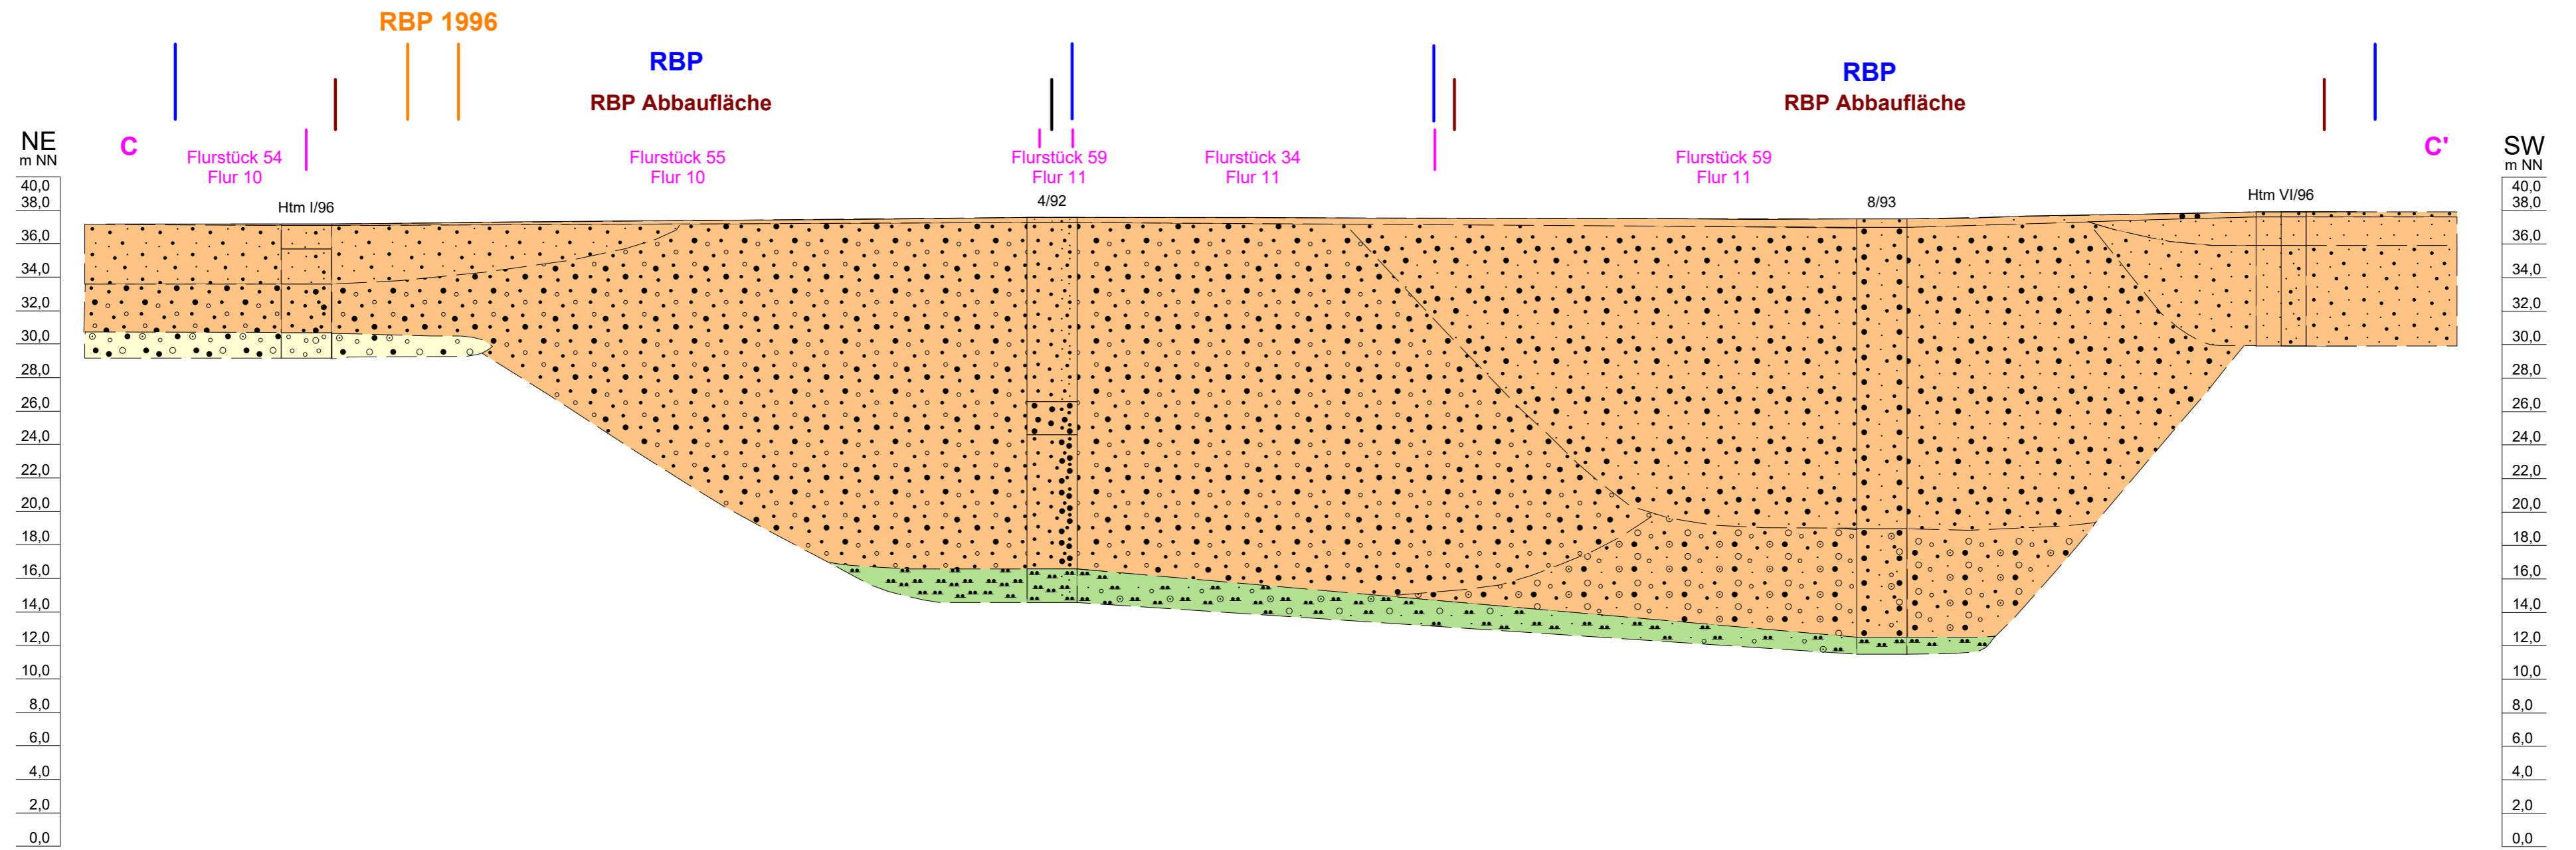 RBP 1996
RBP
RBP Abbaufläche
RBP
RBP Abbaufläche
NE
m NN
C
Flurstück 54
Flur 10
Flurstück 55
Flur 10
Flurstück 59
Flur 11
Flurstück 34
Flur 11
Flurstück 59
Flur 11
C'
SW
m NN
Htm I/96
4/92
8/93
Htm VI/96
40,0
38,0
36,0
34,0
32,0
30,0
28,0
26,0
24,0
22,0
20,0
18,0
16,0
14,0
12,0
10,0
8,0
6,0
4,0
2,0
0,0
40,0
38,0
36,0
34,0
32,0
30,0
28,0
26,0
24,0
22,0
20,0
18,0
16,0
14,0
12,0
10,0
8,0
6,0
4,0
2,0
0,0